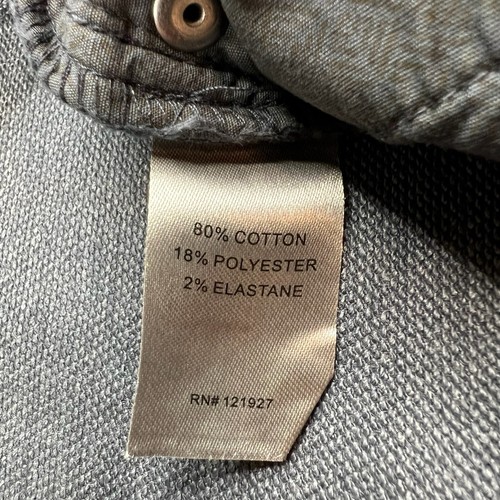 80% COTTON
18% POLYESTER
2% ELASTANE
RN# 121927